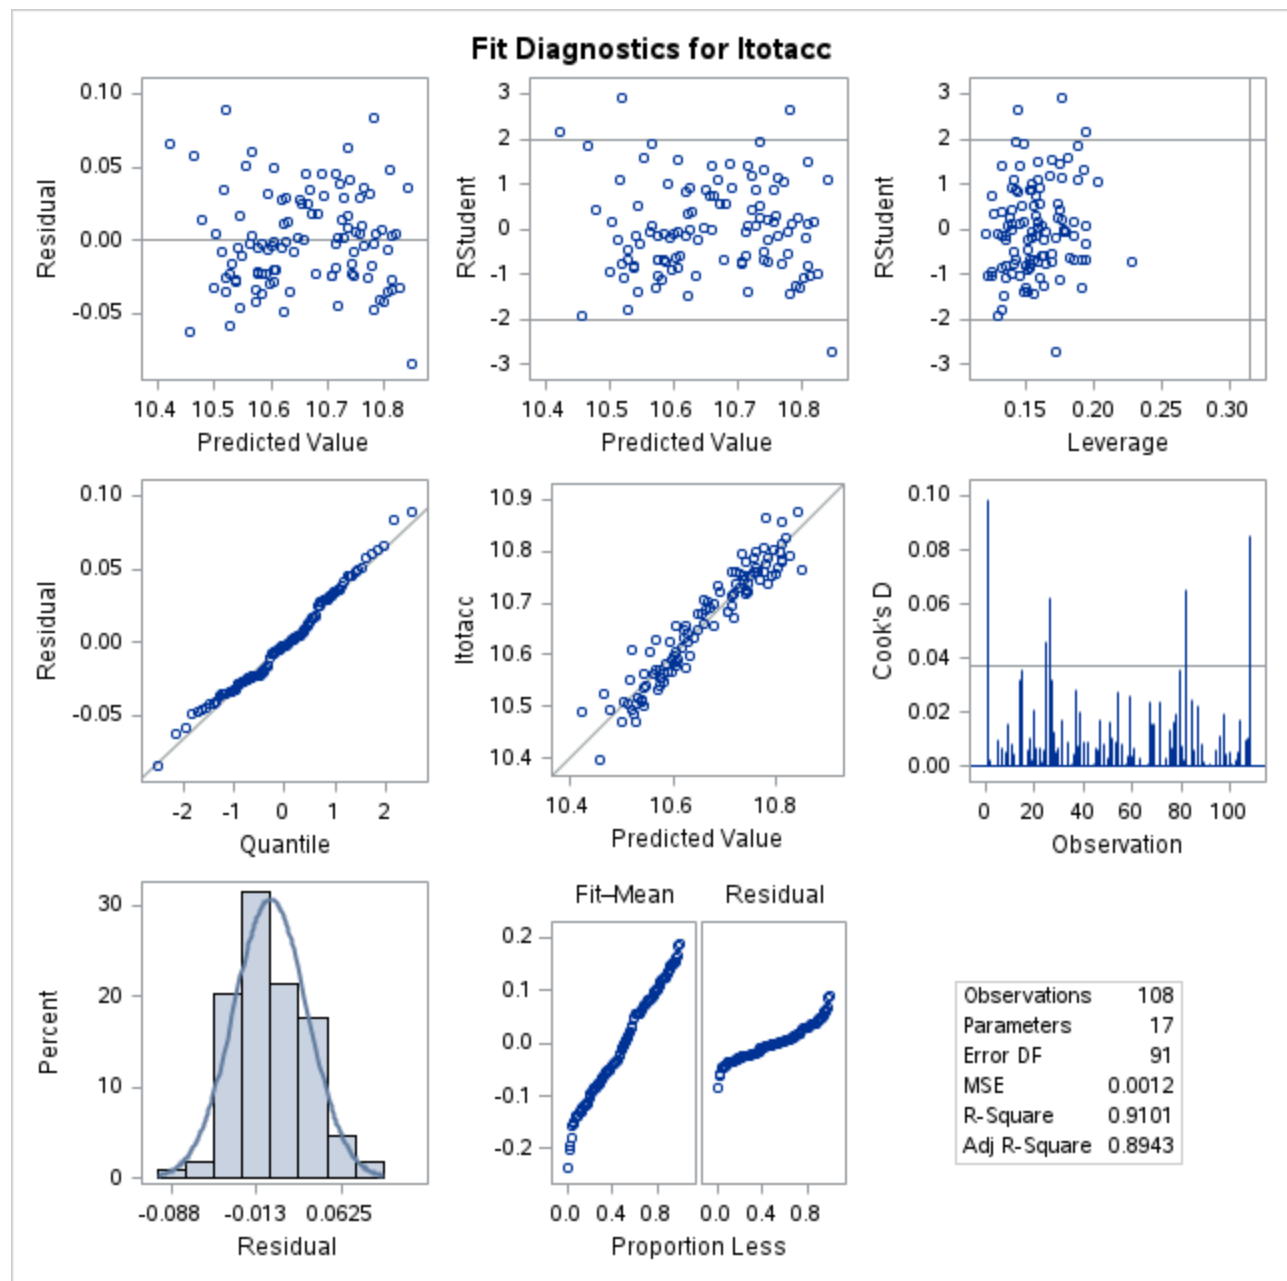 Fit Diagnostics for ltotacc
0.10
0.05
0.00
-0.05
Residual
10.4 10.5 10.6 10.7 10.8
Predicted Value
3
2
1
0
-1
-2
-3
RStudent
10.4 10.5 10.6 10.7 10.8
Predicted Value
3
2
1
0
-1
-2
-3
RStudent
0.15 0.20 0.25 0.30
Leverage
0.10
0.05
0.00
-0.05
Residual
-2 -1 0 1 2
Quantile
10.9
10.8
10.7
10.6
10.5
10.4
ltotacc
10.4 10.6 10.8
Predicted Value
0.10
0.08
0.06
0.04
0.02
0.00
Cook's D
0 20 40 60 80 100
Observation
30
20
10
0
Percent
-0.088 -0.013 0.0625
Residual
Fit–Mean Residual
0.2
0.1
0.0
-0.1
-0.2
0.0 0.4 0.8 0.0 0.4 0.8
Proportion Less
Observations 108
Parameters 17
Error DF 91
MSE 0.0012
R-Square 0.9101
Adj R-Square 0.8943